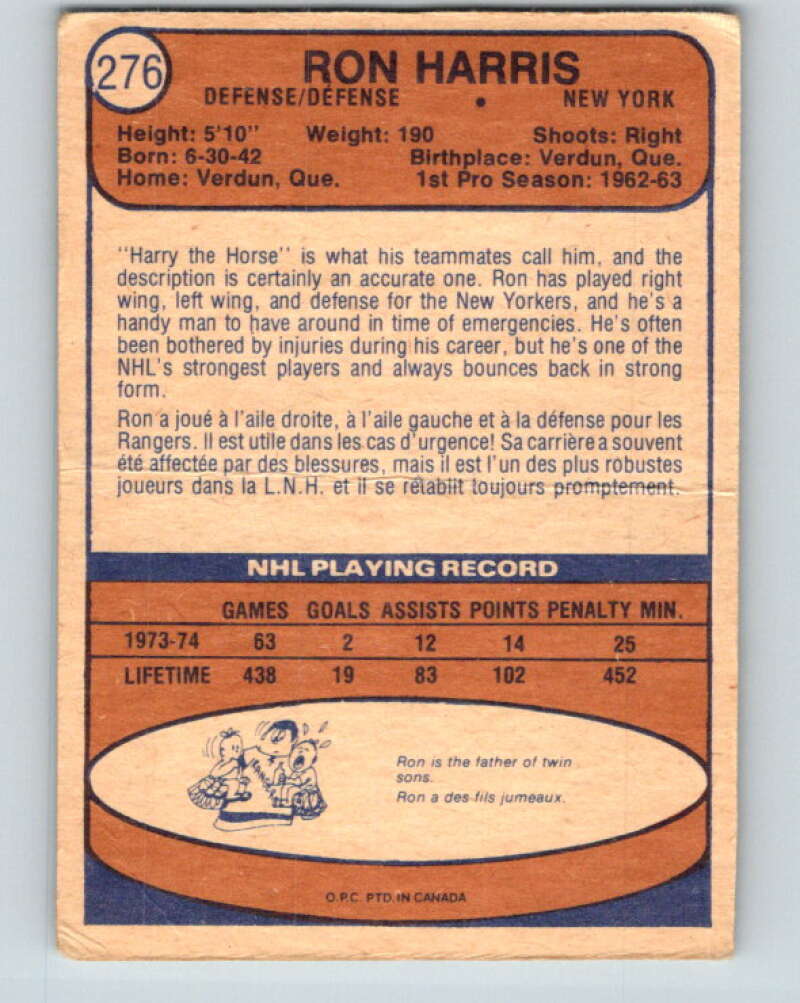 276
RON HARRIS
DEFENSE/DÉFENSE • NEW YORK
Height: 5'10" Weight: 190 Shoots: Right
Born: 6-30-42 Birthplace: Verdun, Que.
Home: Verdun, Que. 1st Pro Season: 1962-63
"Harry the Horse" is what his teammates call him, and the
description is certainly an accurate one. Ron has played right
wing, left wing, and defense for the New Yorkers, and he's a
handy man to have around in time of emergencies. He's often
been bothered by injuries during his career, but he's one of the
NHL's strongest players and always bounces back in strong
form.
Ron a joué à l'aile droite, à l'aile gauche et à la défense pour les
Rangers. Il est utile dans les cas d'urgence! Sa carrière a souvent
été affectée par des blessures, mais il est l'un des plus robustes
joueurs dans la L.N.H. et il se rétablit toujours promptement.
NHL PLAYING RECORD
GAMES GOALS ASSISTS POINTS PENALTY MIN.
1973-74 63 2 12 14 25
LIFETIME 438 19 83 102 452
Ron is the father of twin
sons.
Ron a des fils jumeaux.
O.P.C. PTD. IN CANADA